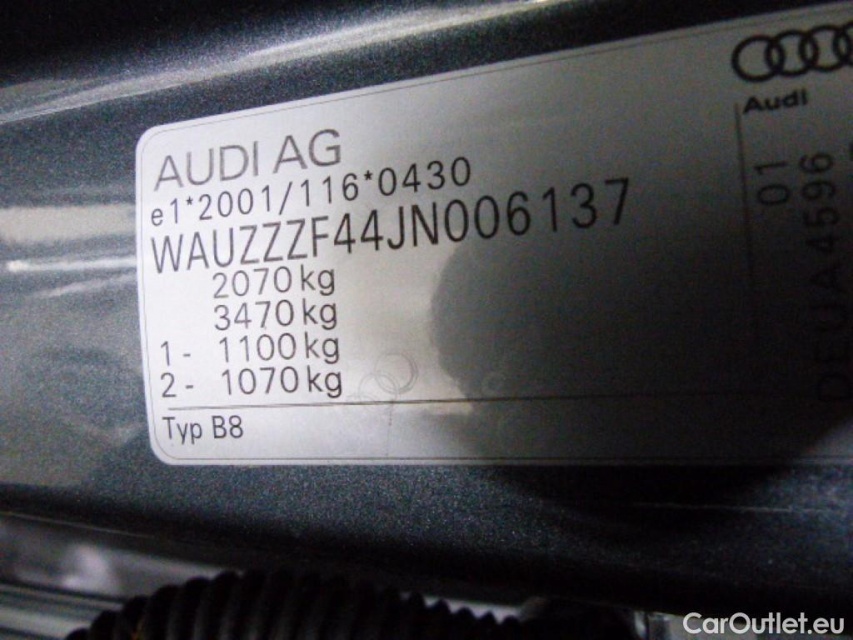 AUDI AG
e1*2001/116*0430
WAUZZZF44JN006137
2070kg
3470kg
1- 1100kg
2- 1070kg
Typ B8
Audi
01
CarOutlet.eu